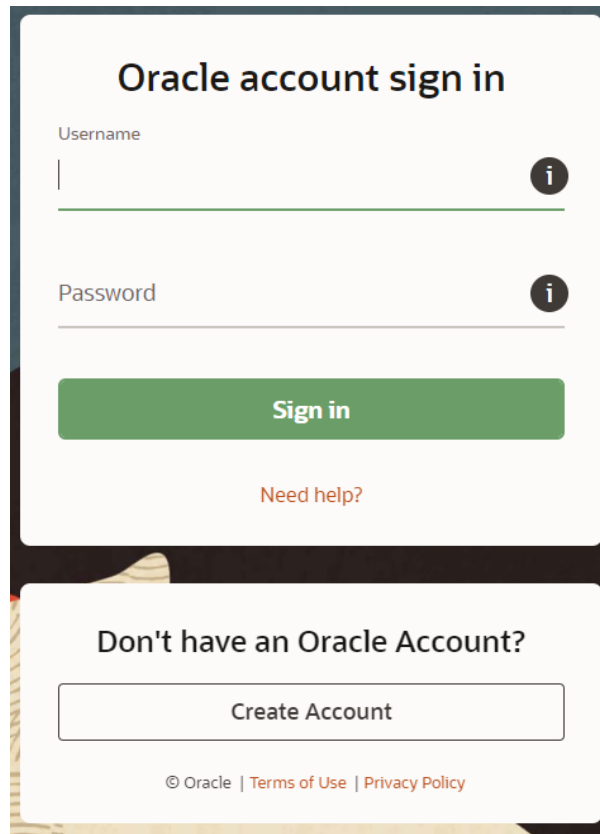 Oracle account sign in
Username
i
Password
i
Sign in
Need help?
Don't have an Oracle Account?
Create Account
© Oracle | Terms of Use | Privacy Policy